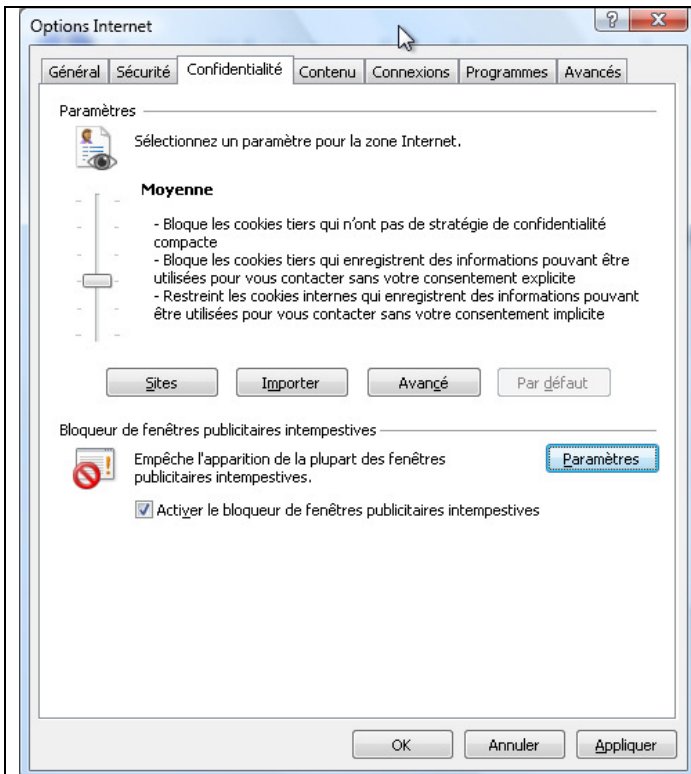 Options Internet
Général Sécurité Confidentialité Contenu Connexions Programmes Avancés
Paramètres
Sélectionnez un paramètre pour la zone Internet.
Moyenne
- Bloque les cookies tiers qui n'ont pas de stratégie de confidentialité
compacte
- Bloque les cookies tiers qui enregistrent des informations pouvant être
utilisées pour vous contacter sans votre consentement explicite
- Restreint les cookies internes qui enregistrent des informations pouvant
être utilisées pour vous contacter sans votre consentement implicite
Sites Importer Avancé Par défaut
Bloqueur de fenêtres publicitaires intempestives
Empêche l'apparition de la plupart des fenêtres
publicitaires intempestives.
Paramètres
Activer le bloqueur de fenêtres publicitaires intempestives
OK Annuler Appliquer